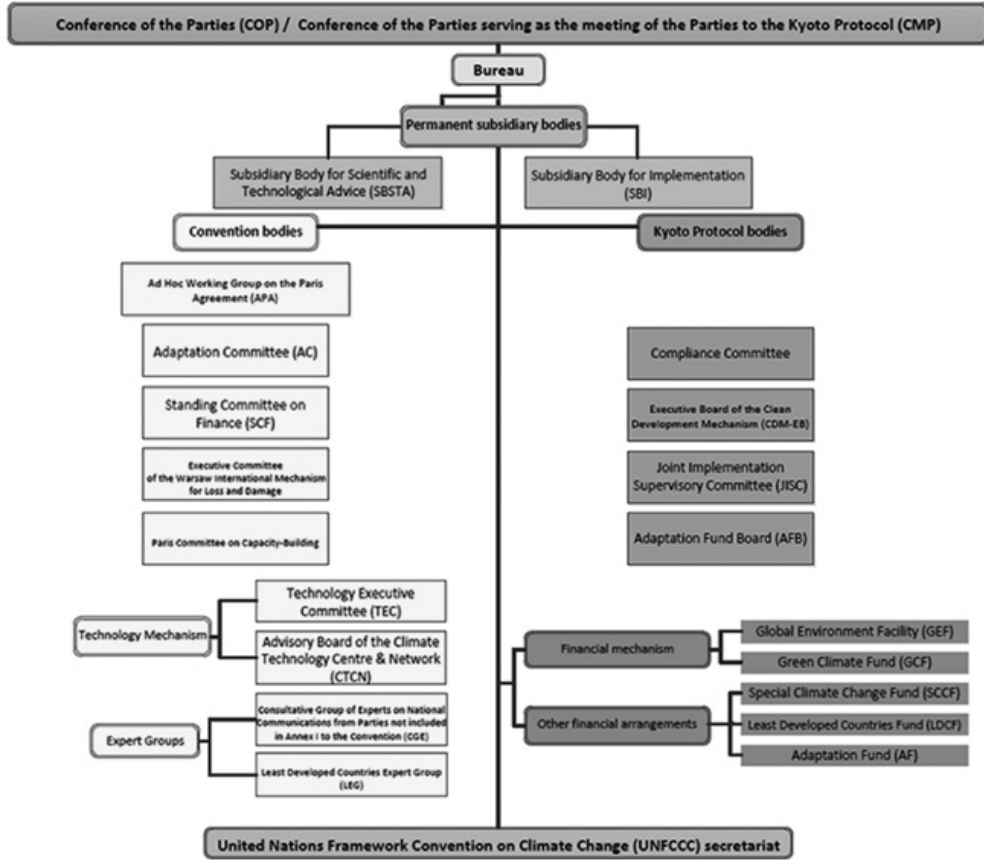 Conference of the Parties (COP) / Conference of the Parties serving as the meeting of the Parties to the Kyoto Protocol (CMP)
Bureau
Permanent subsidiary bodies
Subsidiary Body for Scientific and
Technological Advice (SBSTA)
Subsidiary Body for Implementation
(SBI)
Convention bodies
Kyoto Protocol bodies
Ad Hoc Working Group on the Paris
Agreement (APA)
Adaptation Committee (AC)
Compliance Committee
Standing Committee on
Finance (SCF)
Executive Board of the Clean
Development Mechanism (CDM-EB)
Executive Committee
of the Warsaw International Mechanism
for Loss and Damage
Joint Implementation
Supervisory Committee (JISC)
Paris Committee on Capacity-Building
Adaptation Fund Board (AFB)
Technology Mechanism
Technology Executive
Committee (TEC)
Advisory Board of the Climate
Technology Centre & Network
(CTCN)
Financial mechanism
Global Environment Facility (GEF)
Green Climate Fund (GCF)
Expert Groups
Consultative Group of Experts on National
Communications from Parties not included
in Annex I to the Convention (CGE)
Least Developed Countries Expert Group
(LEG)
Other financial arrangements
Special Climate Change Fund (SCCF)
Least Developed Countries Fund (LDCF)
Adaptation Fund (AF)
United Nations Framework Convention on Climate Change (UNFCCC) secretariat